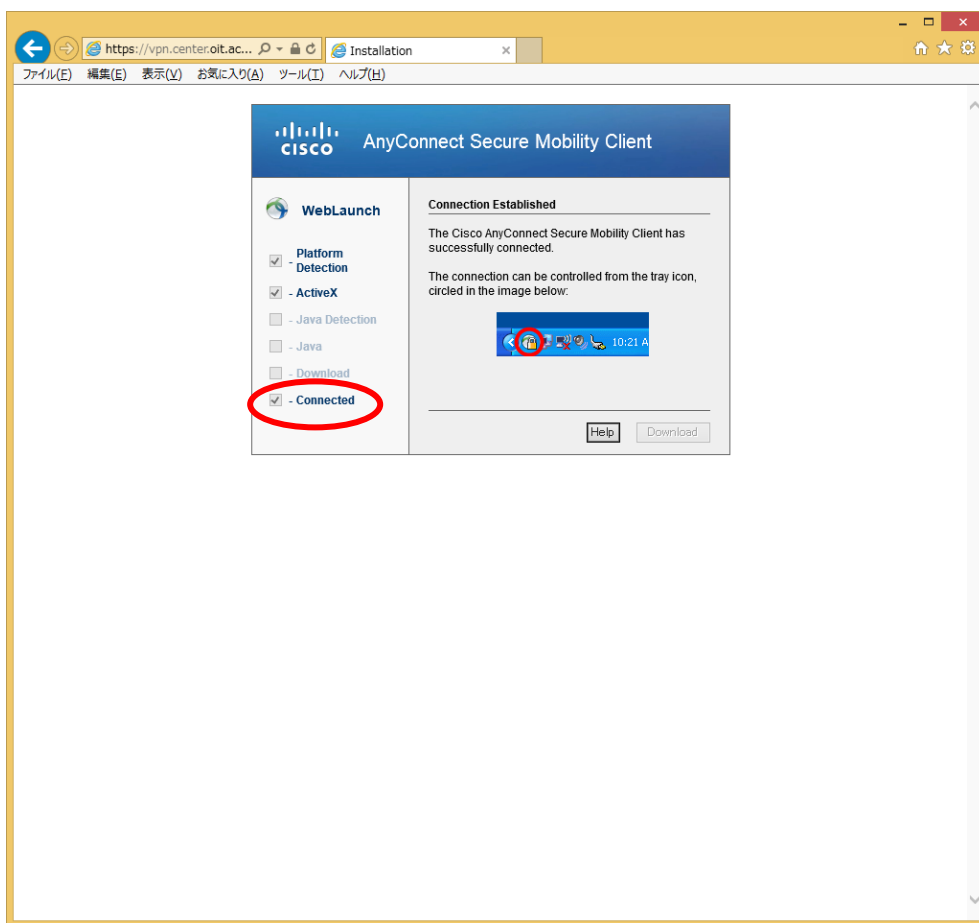 https://vpn.center.oit.ac...
Installation
ファイル(F) 編集(E) 表示(V) お気に入り(A) ツール(T) ヘルプ(H)
CISCO
AnyConnect Secure Mobility Client
WebLaunch
- Platform
Detection
- ActiveX
- Java Detection
- Java
- Download
- Connected
Connection Established
The Cisco AnyConnect Secure Mobility Client has
successfully connected.
The connection can be controlled from the tray icon,
circled in the image below:
10:21 A
Help
Download